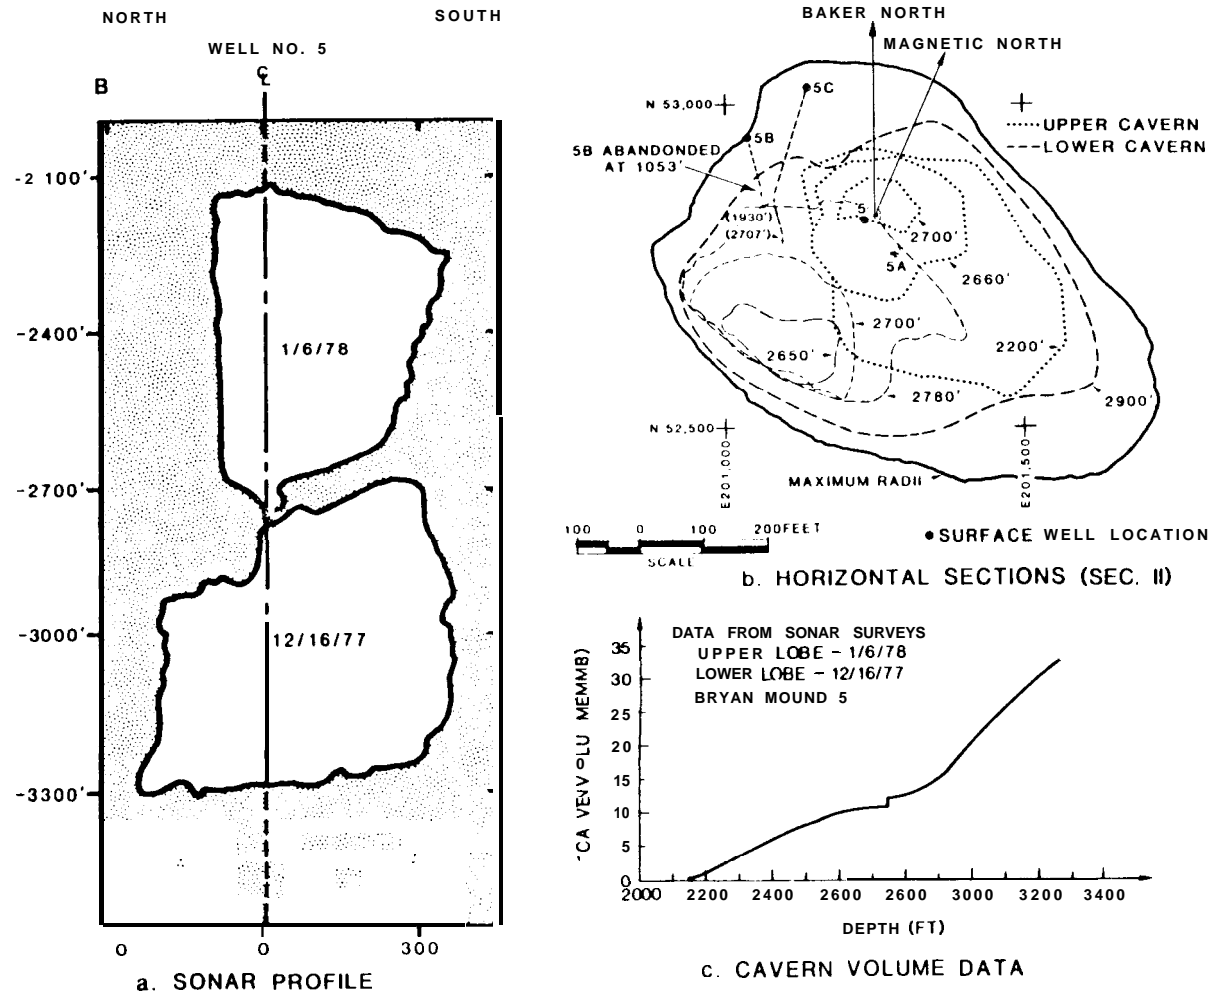 NORTH
SOUTH
WELL NO. 5
℄
B
-2 100'
-2400'
-2700'
-3000'
-3300'
1/6/78
12/16/77
O
0
300
a. SONAR PROFILE
BAKER NORTH
MAGNETIC NORTH
N 53,000
5C
5B
5B ABANDONDED
AT 1053'
UPPER CAVERN
LOWER CAVERN
(1930')
(2707')
5
5A
2700'
2660'
2700'
2650'
2200'
2780'
2900'
N 52,500
E201,000
E201,500
MAXIMUM RADII
100 0 100 200 FEET
SCALE
SURFACE WELL LOCATION
b. HORIZONTAL SECTIONS (SEC. II)
DATA FROM SONAR SURVEYS
UPPER LOBE - 1/6/78
LOWER LOBE - 12/16/77
BRYAN MOUND 5
35
30
25
20
15
10
5
0
2000 2200 2400 2600 2800 3000 3200 3400
DEPTH (FT)
c. CAVERN VOLUME DATA